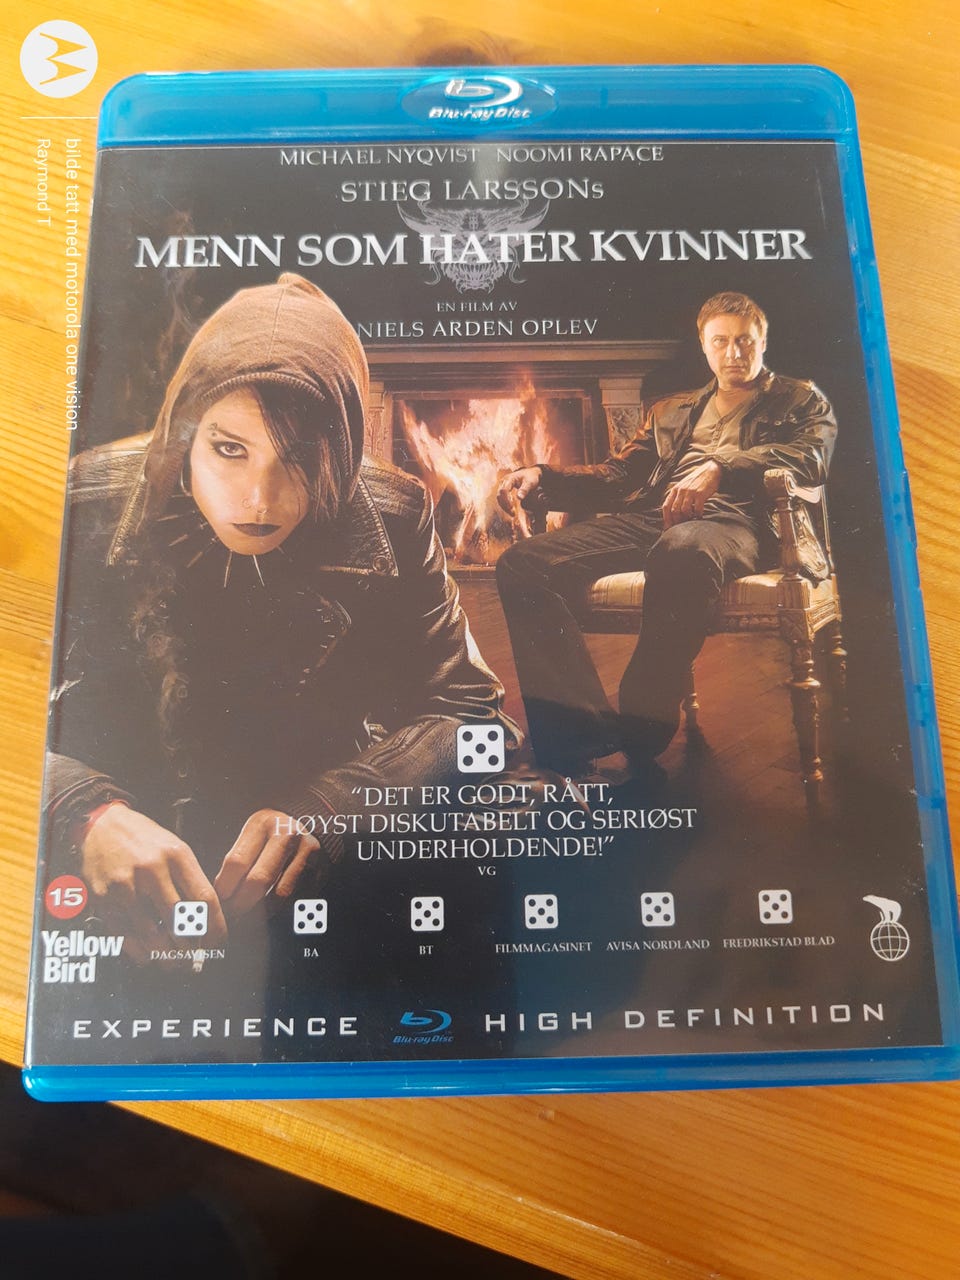 bilde tatt med motorola one vision
Raymond T
Blu-ray Disc
MICHAEL NYQVIST NOOMI RAPACE
STIEG LARSSONs
MENN SOM HATER KVINNER
EN FILM AV
NIELS ARDEN OPLEV
“DET ER GODT, RÅTT,
HØYST DISKUTABELT OG SERIØST
UNDERHOLDENDE!”
VG
15
Yellow
Bird
DAGSAVISEN BA BT FILMMAGASINET AVISA NORDLAND FREDRIKSTAD BLAD
EXPERIENCE Blu-ray Disc HIGH DEFINITION